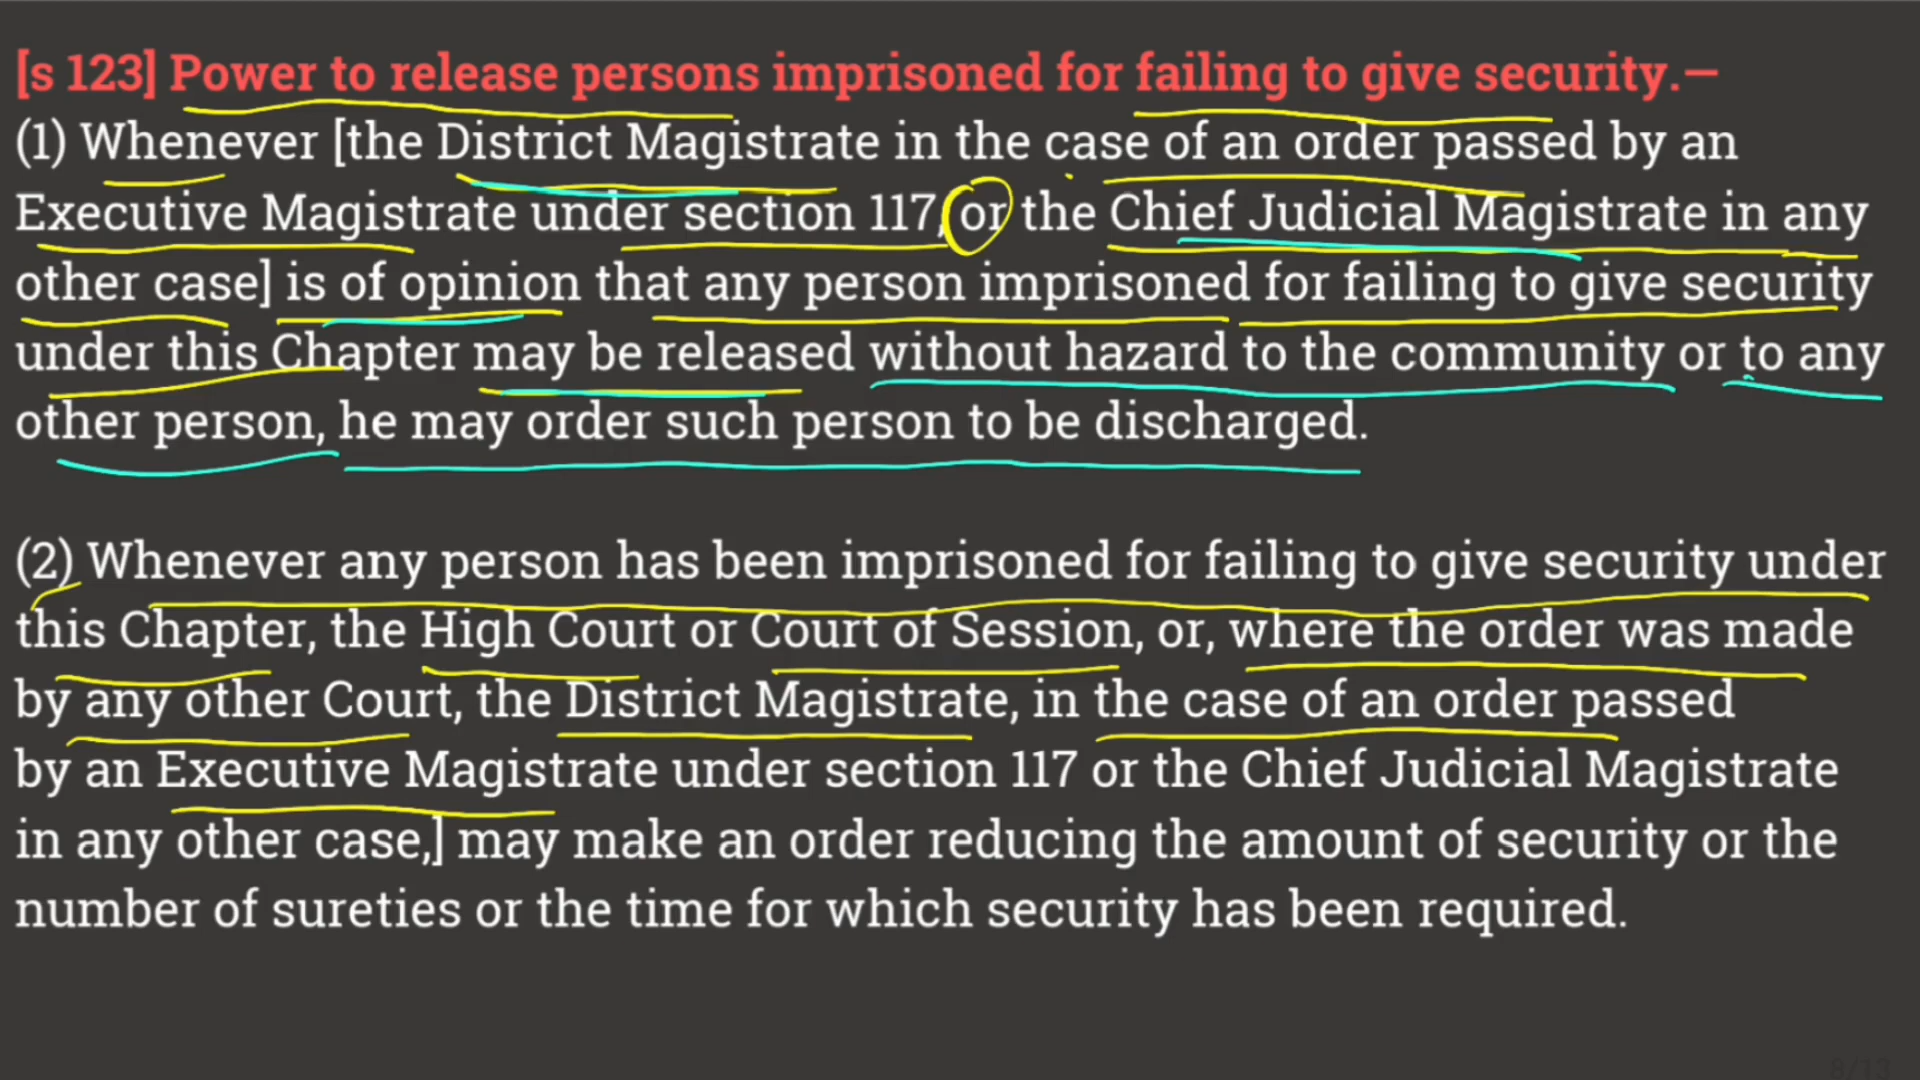 [s 123] Power to release persons imprisoned for failing to give security.—
(1) Whenever [the District Magistrate in the case of an order passed by an
Executive Magistrate under section 117, or the Chief Judicial Magistrate in any
other case] is of opinion that any person imprisoned for failing to give security
under this Chapter may be released without hazard to the community or to any
other person, he may order such person to be discharged.
(2) Whenever any person has been imprisoned for failing to give security under
this Chapter, the High Court or Court of Session, or, where the order was made
by any other Court, the District Magistrate, in the case of an order passed
by an Executive Magistrate under section 117 or the Chief Judicial Magistrate
in any other case,] may make an order reducing the amount of security or the
number of sureties or the time for which security has been required.
8/13